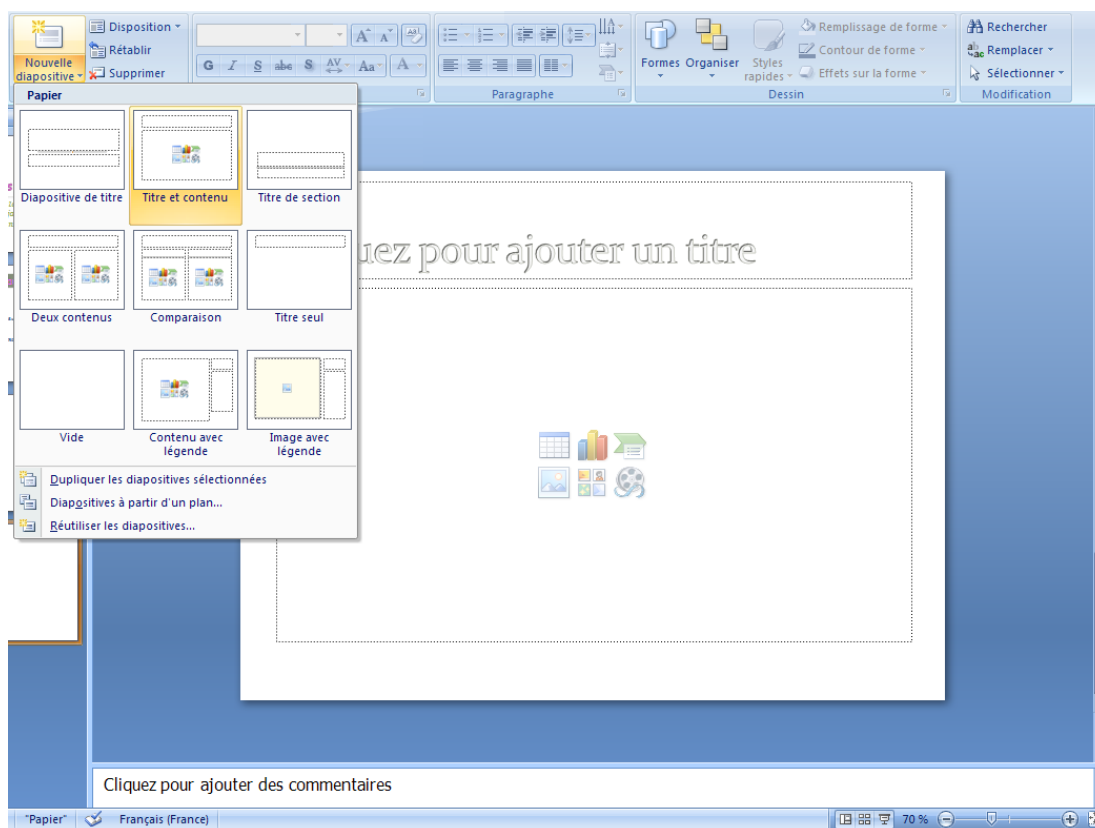 Nouvelle
diapositive
Disposition
Rétablir
Supprimer
G I S abc S AV Aa A
A A
Paragraphe
Formes
Organiser
Styles
rapides
Remplissage de forme
Contour de forme
Effets sur la forme
Dessin
Rechercher
Remplacer
Sélectionner
Modification
Papier
Diapositive de titre
Titre et contenu
Titre de section
Deux contenus
Comparaison
Titre seul
Vide
Contenu avec
légende
Image avec
légende
Dupliquer les diapositives sélectionnées
Diapositives à partir d'un plan...
Réutiliser les diapositives...
uez pour ajouter un titre
Cliquez pour ajouter des commentaires
"Papier"
Français (France)
70 %